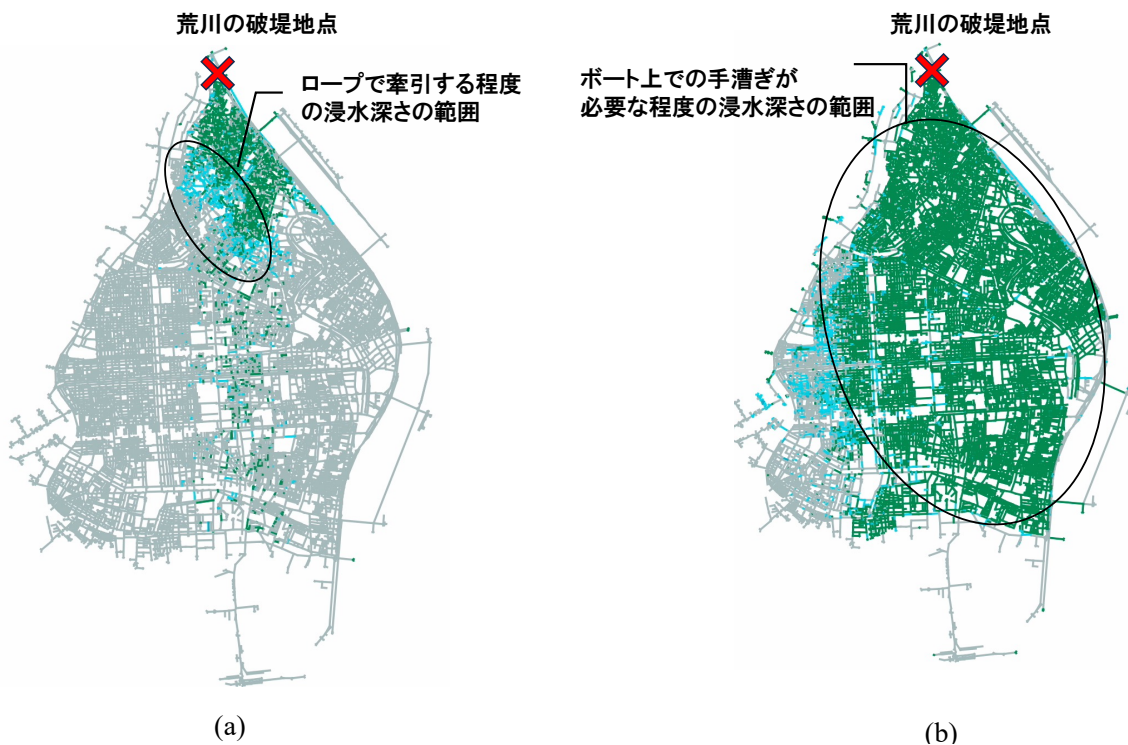 荒川の破堤地点
ロープで牽引する程度
の浸水深さの範囲
(a)
荒川の破堤地点
ボート上での手漕ぎが
必要な程度の浸水深さの範囲
(b)